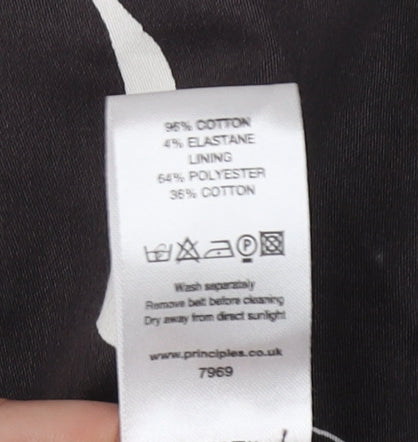 96% COTTON
4% ELASTANE
LINING
64% POLYESTER
36% COTTON
P
Wash separately
Remove belt before cleaning
Dry away from direct sunlight
www.principles.co.uk
7969